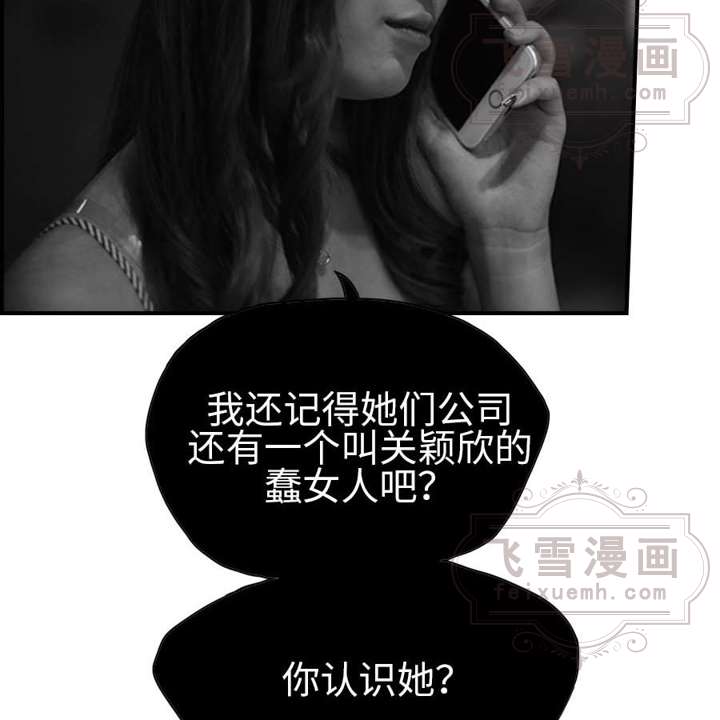 飞雪漫画
feixuemh.com
我还记得她们公司
还有一个叫关颖欣的
蠢女人吧?
飞雪漫画
feixuemh.com
你认识她?